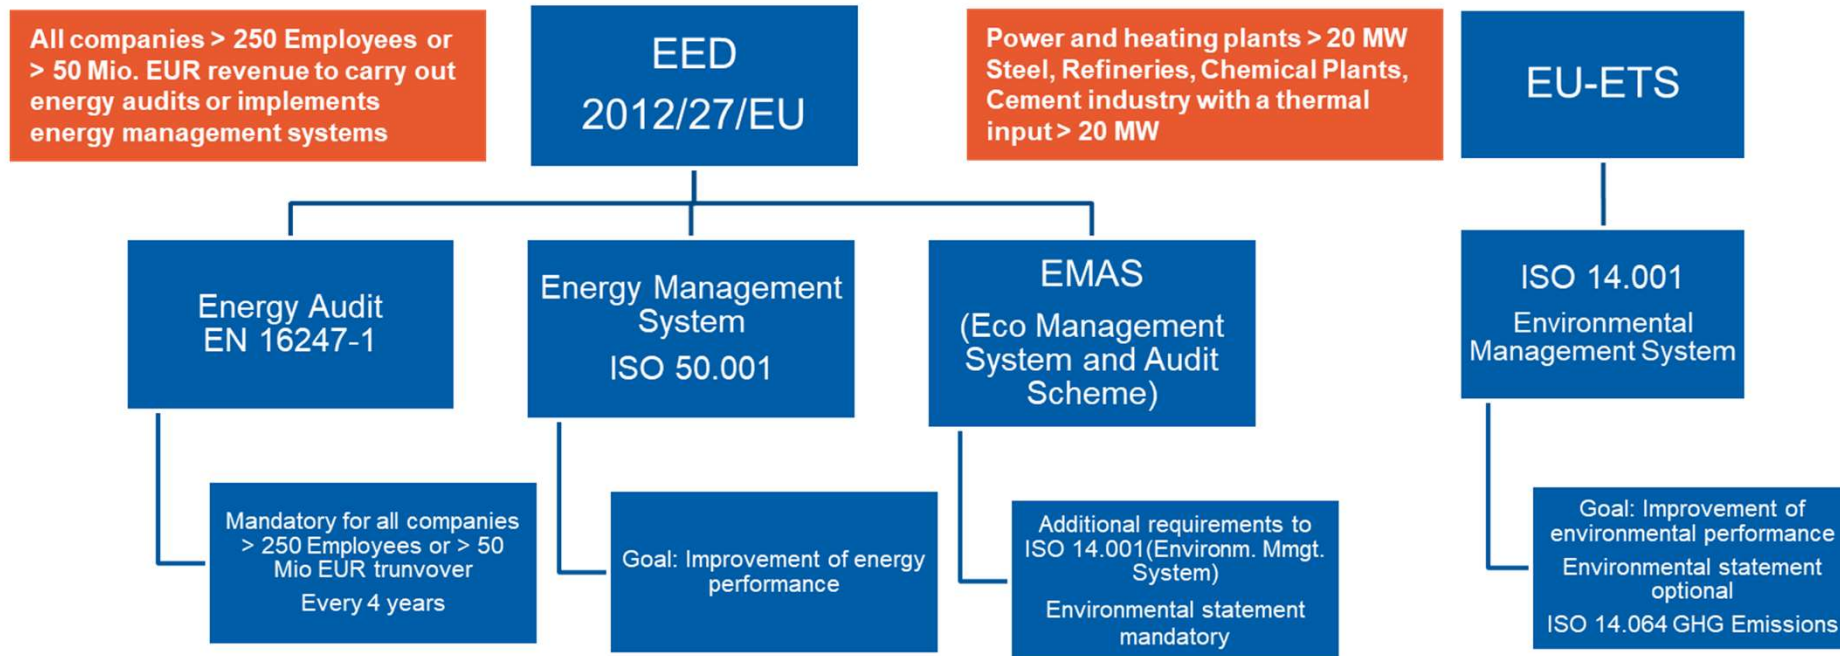 All companies > 250 Employees or
> 50 Mio. EUR revenue to carry out
energy audits or implements
energy management systems
EED
2012/27/EU
Power and heating plants > 20 MW
Steel, Refineries, Chemical Plants,
Cement industry with a thermal
input > 20 MW
EU-ETS
Energy Audit
EN 16247-1
Energy Management
System
ISO 50.001
EMAS
(Eco Management
System and Audit
Scheme)
ISO 14.001
Environmental
Management System
Mandatory for all companies
> 250 Employees or > 50
Mio EUR trunvover
Every 4 years
Goal: Improvement of energy
performance
Additional requirements to
ISO 14.001(Environm. Mmgt.
System)
Environmental statement
mandatory
Goal: Improvement of
environmental performance
Environmental statement
optional
ISO 14.064 GHG Emissions